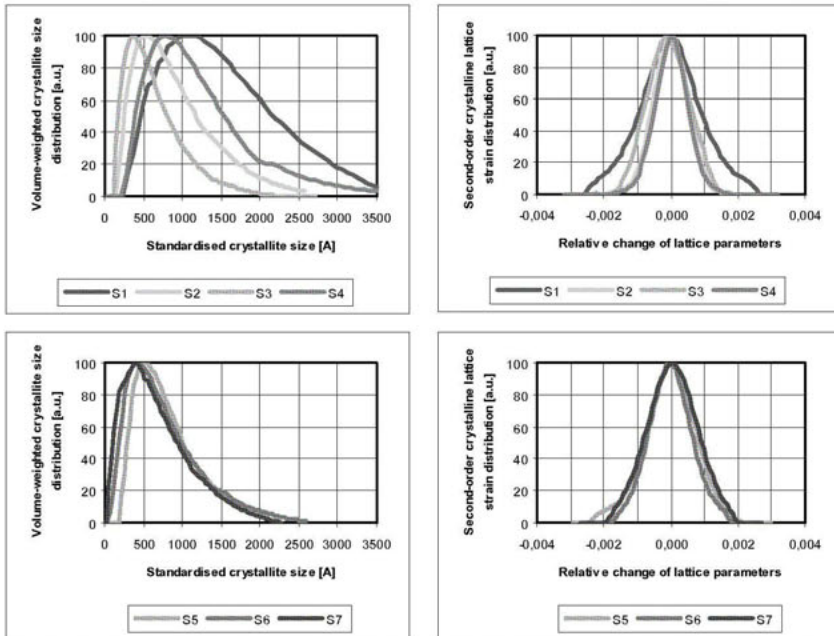 Volume-weighted crystallite size
distribution [a.u.]
100
80
60
40
20
0
0 500 1000 1500 2000 2500 3000 3500
Standardised crystallite size [A]
S1 S2 S3 S4
Second-order crystalline lattice
strain distribution [a.u.]
100
80
60
40
20
0
-0,004 -0,002 0,000 0,002 0,004
Relative change of lattice parameters
S1 S2 S3 S4
Volume-weighted crystallite size
distribution [a.u.]
100
80
60
40
20
0
0 500 1000 1500 2000 2500 3000 3500
Standardised crystallite size [A]
S5 S6 S7
Second-order crystalline lattice
strain distribution [a.u.]
100
80
60
40
20
0
-0,004 -0,002 0,000 0,002 0,004
Relative change of lattice parameters
S5 S6 S7